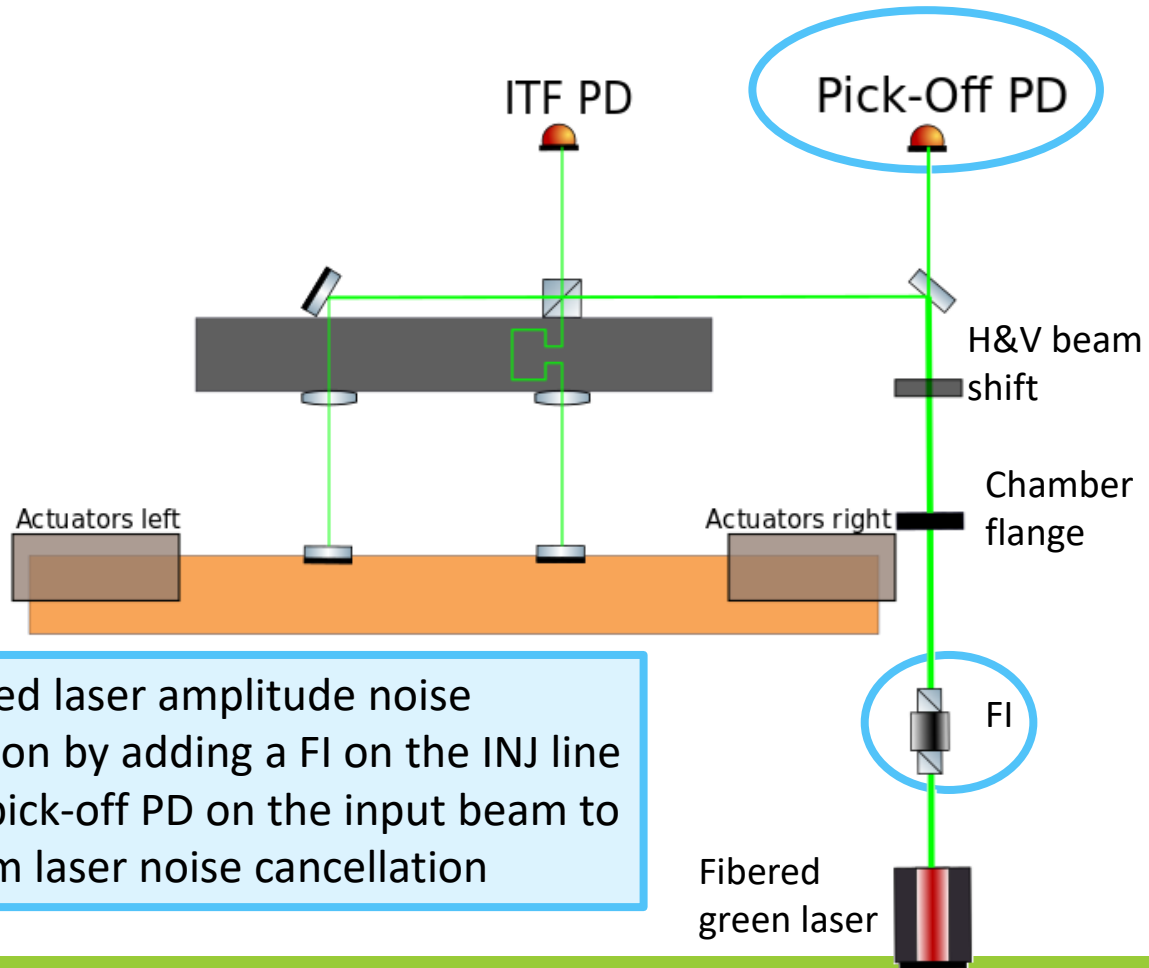 ITF PD
Pick-Off PD
H&V beam
shift
Chamber
flange
Actuators left
Actuators right
FI
laser amplitude noise
by adding a FI on the INJ line
pick-off PD on the input beam to
laser noise cancellation
Fibered
green laser